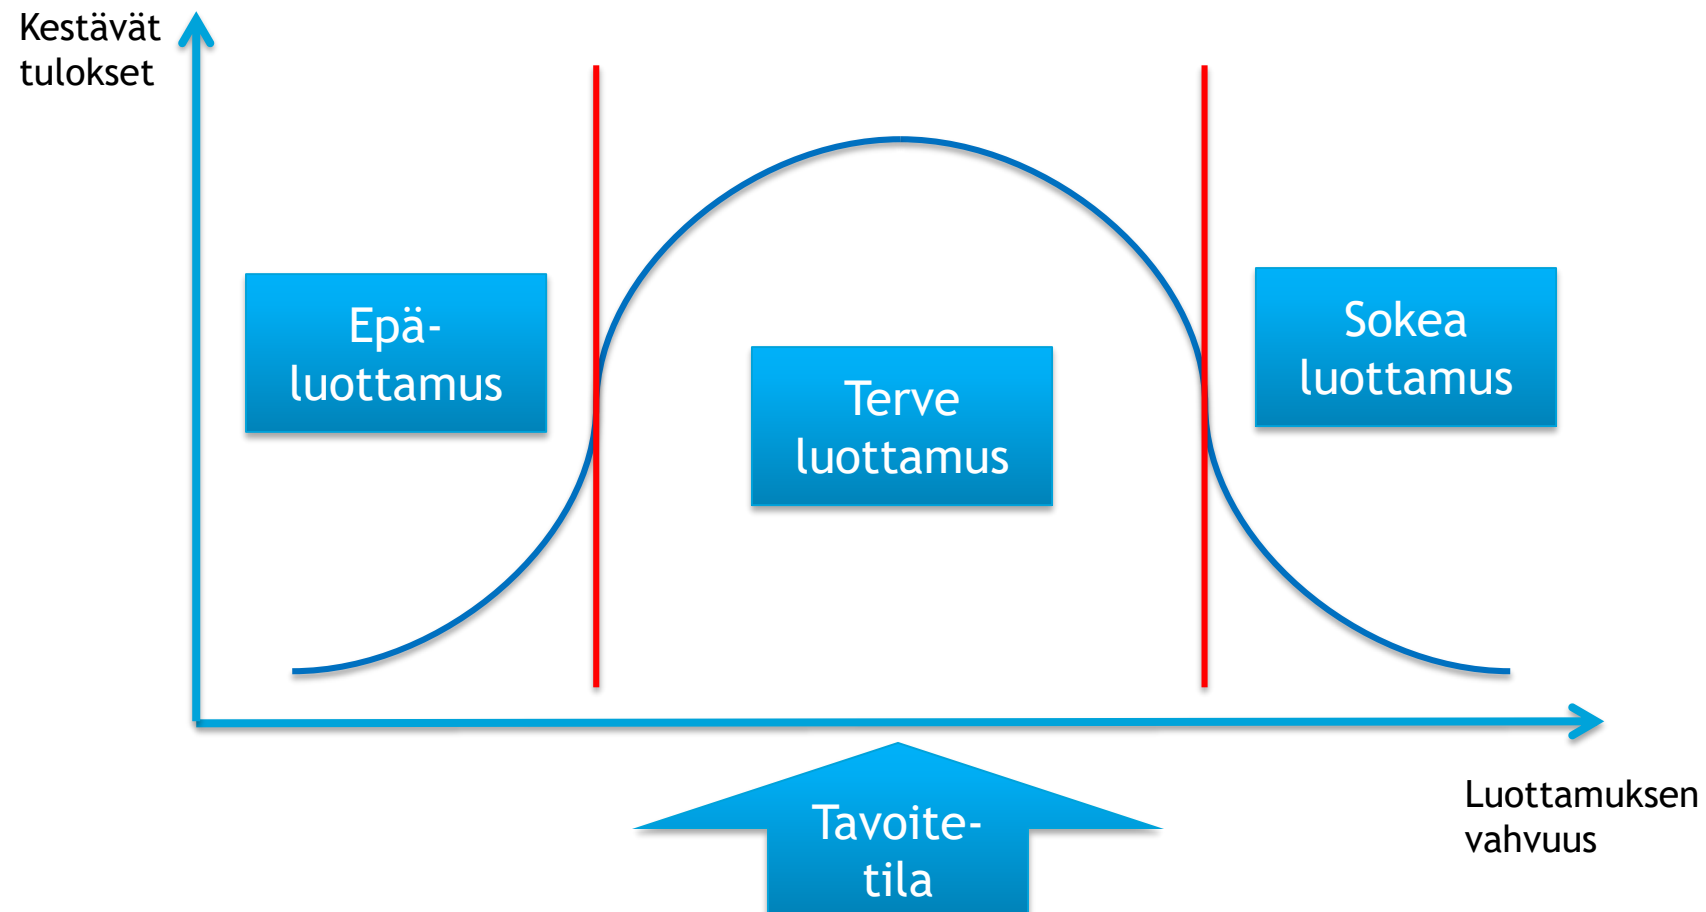 Kestävät
tulokset
Epä-
luottamus
Terve
luottamus
Sokea
luottamus
Tavoite-
tila
Luottamuksen
vahvuus